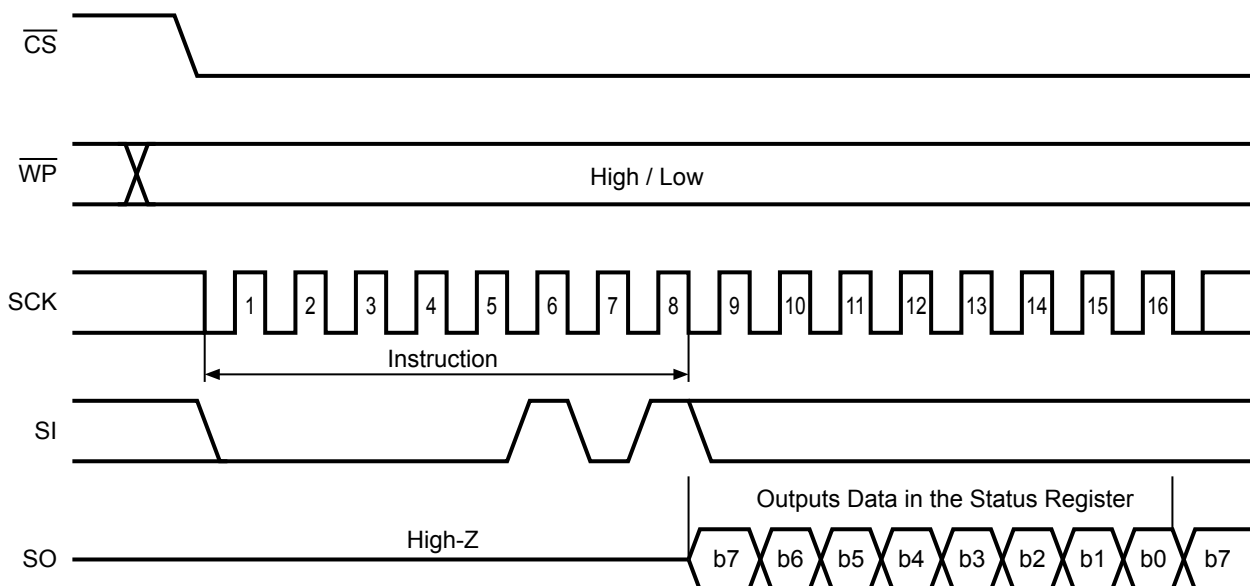 CS
WP
High / Low
SCK
1 2 3 4 5 6 7 8 9 10 11 12 13 14 15 16
Instruction
SI
Outputs Data in the Status Register
SO
High-Z
b7 b6 b5 b4 b3 b2 b1 b0 b7